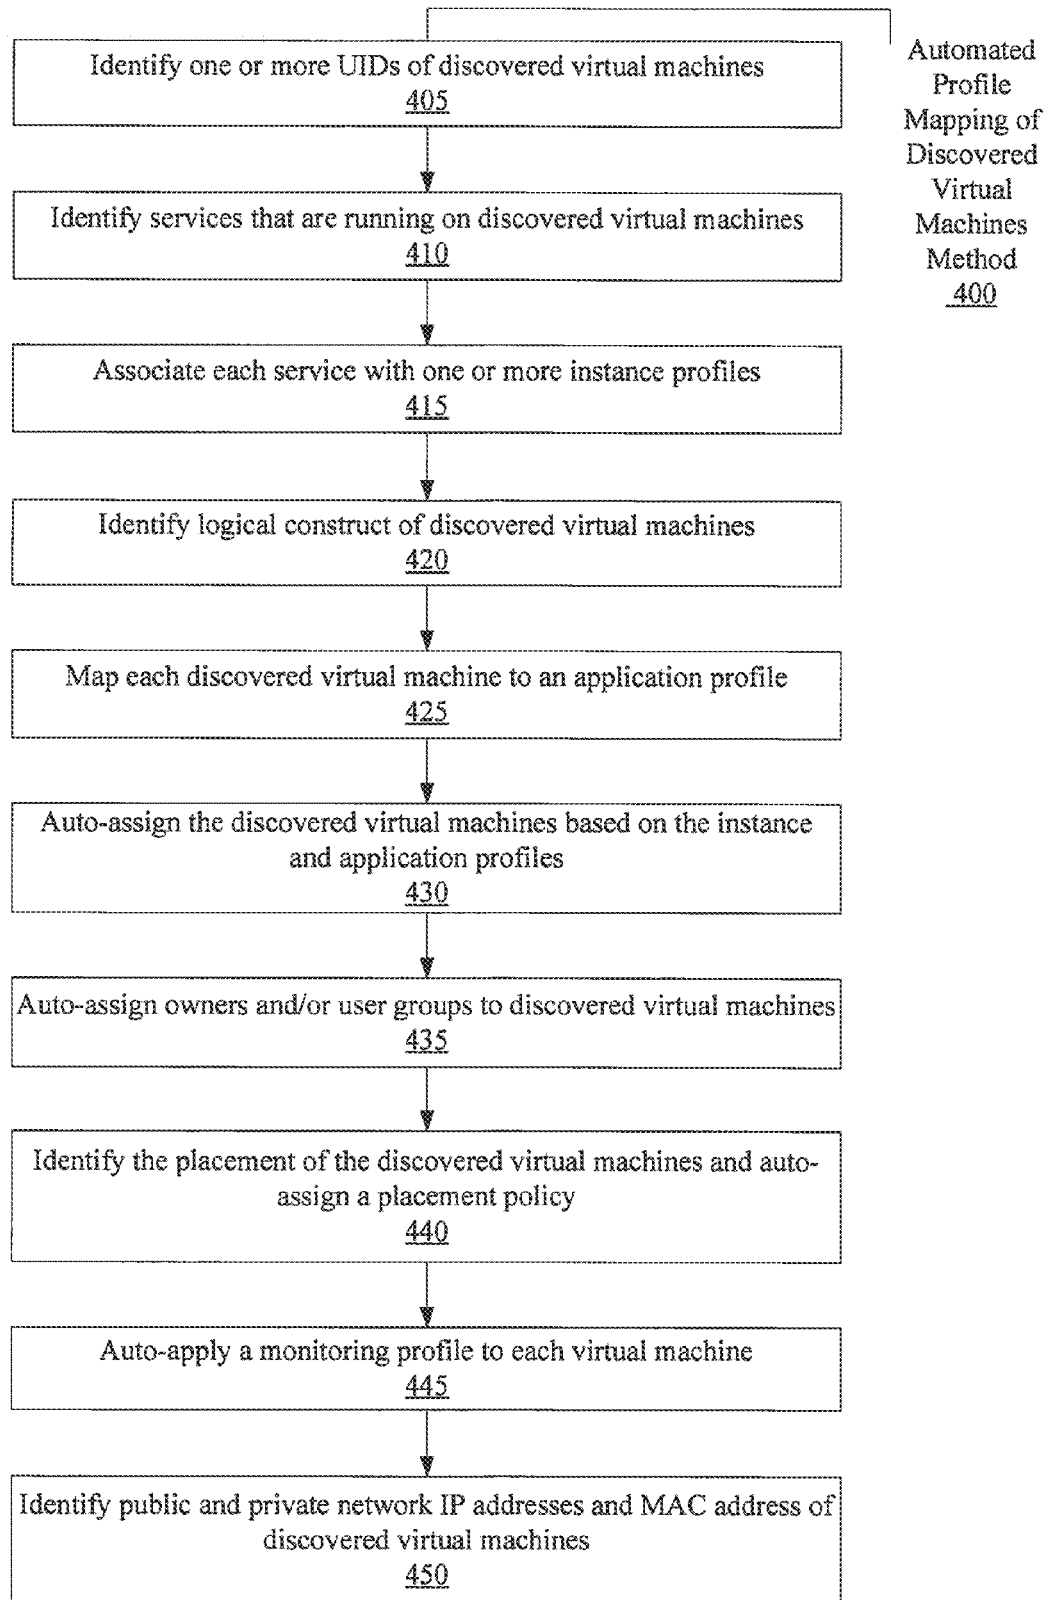 Identify one or more UIDs of discovered virtual machines
405
Automated
Profile
Mapping of
Discovered
Virtual
Machines
Method
400
Identify services that are running on discovered virtual machines
410
Associate each service with one or more instance profiles
415
Identify logical construct of discovered virtual machines
420
Map each discovered virtual machine to an application profile
425
Auto-assign the discovered virtual machines based on the instance
and application profiles
430
Auto-assign owners and/or user groups to discovered virtual machines
435
Identify the placement of the discovered virtual machines and auto-
assign a placement policy
440
Auto-apply a monitoring profile to each virtual machine
445
Identify public and private network IP addresses and MAC address of
discovered virtual machines
450